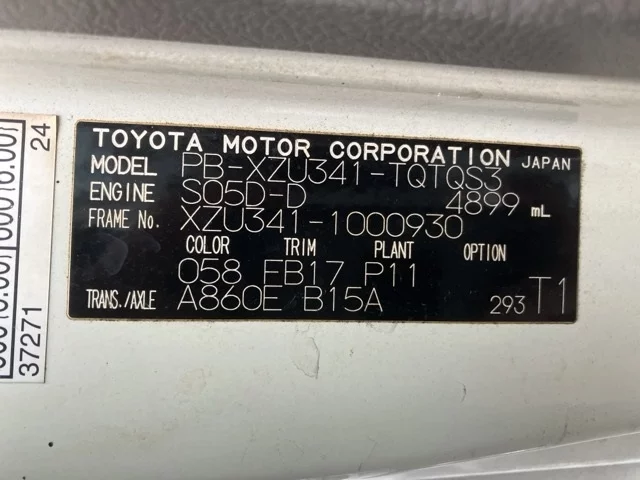 TOYOTA MOTOR CORPORATION JAPAN
MODEL PB-XZU341-TQTQS3
ENGINE S05D-D 4899 mL
FRAME No. XZU341-1000930
COLOR TRIM PLANT OPTION
058 FB17 P11
TRANS./AXLE A860E B15A 293 T1
24
37271